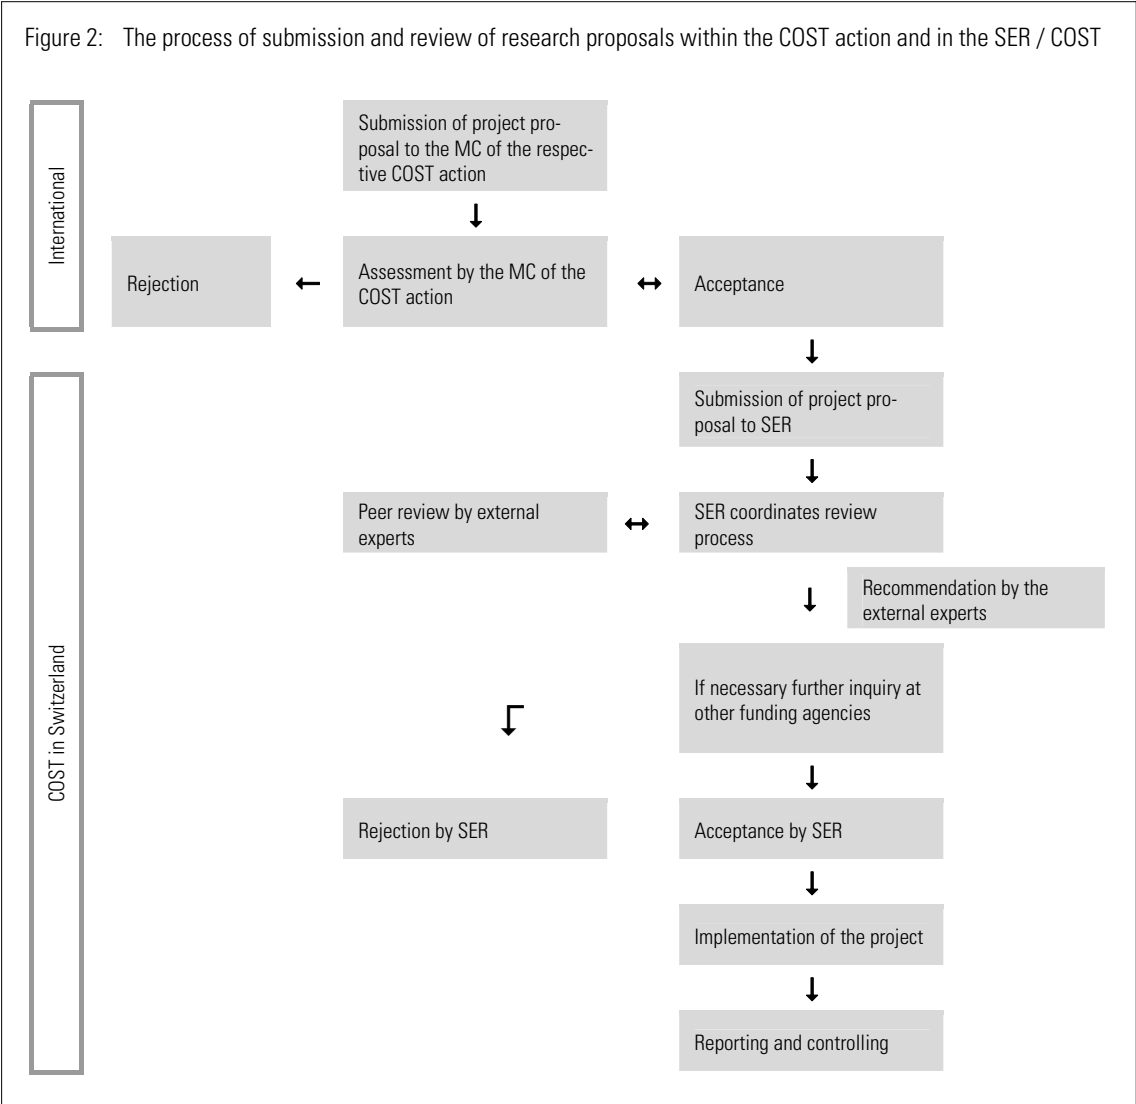 Figure 2: The process of submission and review of research proposals within the COST action and in the SER / COST
International
Submission of project pro-
posal to the MC of the respec-
tive COST action
Rejection
Assessment by the MC of the
COST action
Acceptance
COST in Switzerland
Submission of project pro-
posal to SER
Peer review by external
experts
SER coordinates review
process
Recommendation by the
external experts
If necessary further inquiry at
other funding agencies
Rejection by SER
Acceptance by SER
Implementation of the project
Reporting and controlling